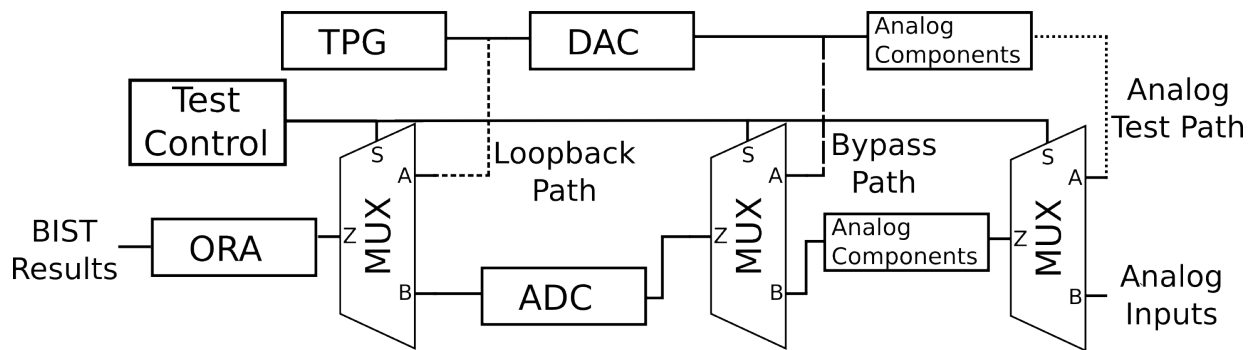 TPG
DAC
Analog
Components
Test
Control
Analog
Test Path
S
S
S
Loopback
Path
Bypass
Path
A
A
A
BIST
Results
ORA
Z
MUX
B
ADC
Z
MUX
B
Analog
Components
Z
MUX
B
Analog
Inputs